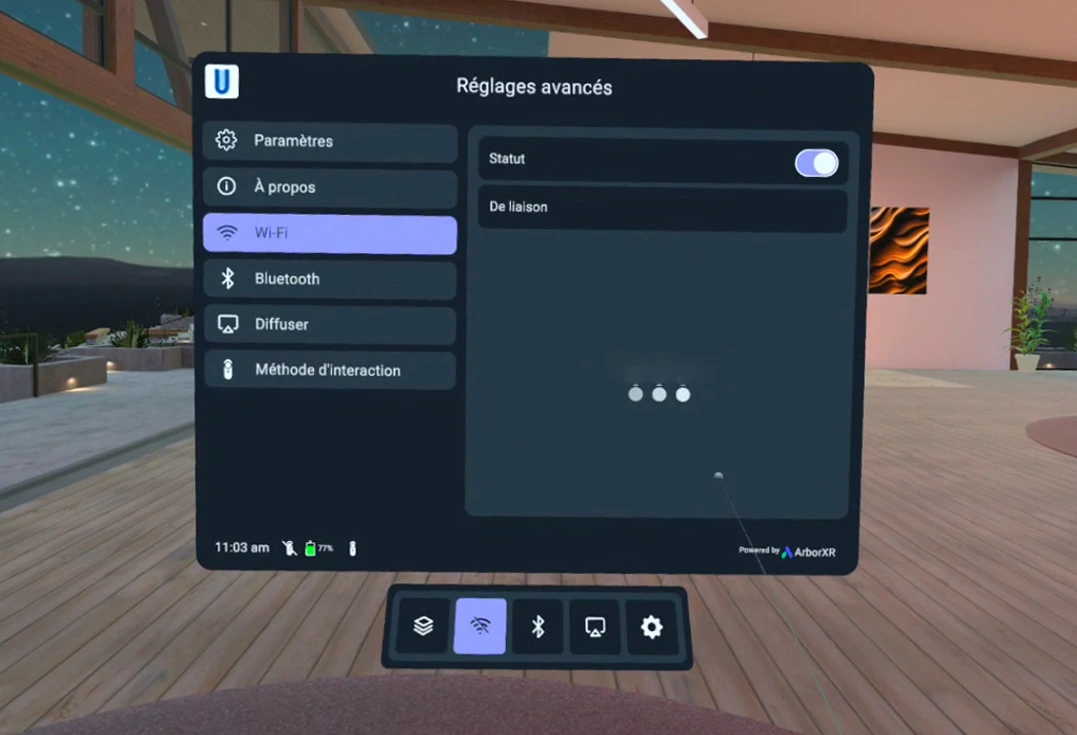 U
Réglages avancés
Paramètres
À propos
Wi-Fi
Bluetooth
Diffuser
Méthode d'interaction
Statut
De liaison
11:03 am
77%
Powered by ArborXR